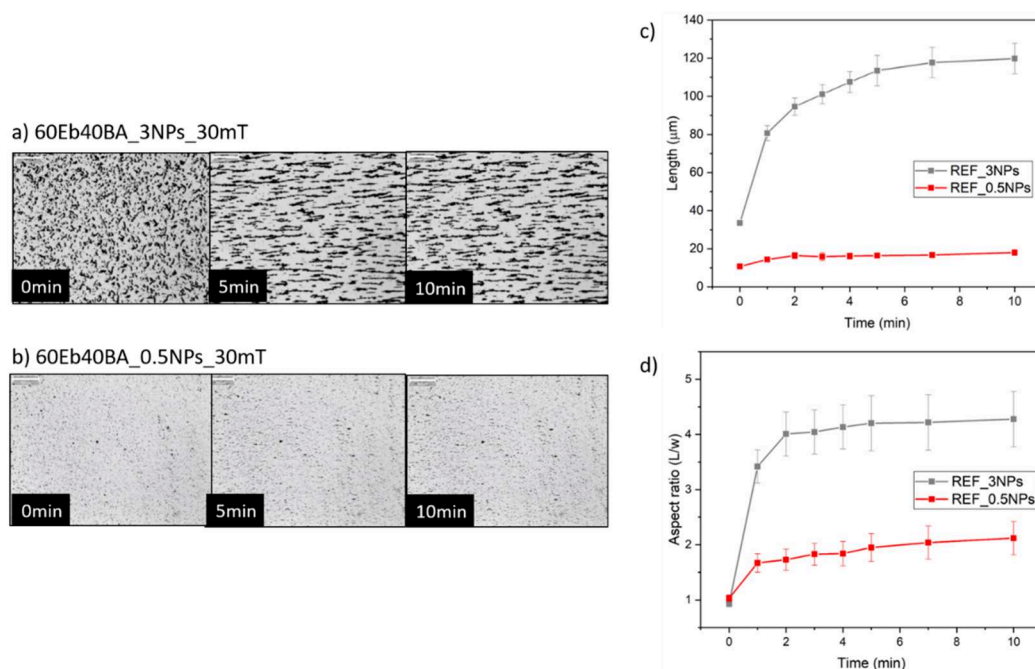 a) 60Eb40BA_3NPs_30mT
0min
5min
10min
b) 60Eb40BA_0.5NPs_30mT
0min
5min
10min
c)
140
120
100
80
60
40
20
0
Length (μm)
REF_3NPs
REF_0.5NPs
0 2 4 6 8 10
Time (min)
d)
5
4
3
2
1
Aspect ratio (L/w)
REF_3NPs
REF_0.5NPs
0 2 4 6 8 10
Time (min)